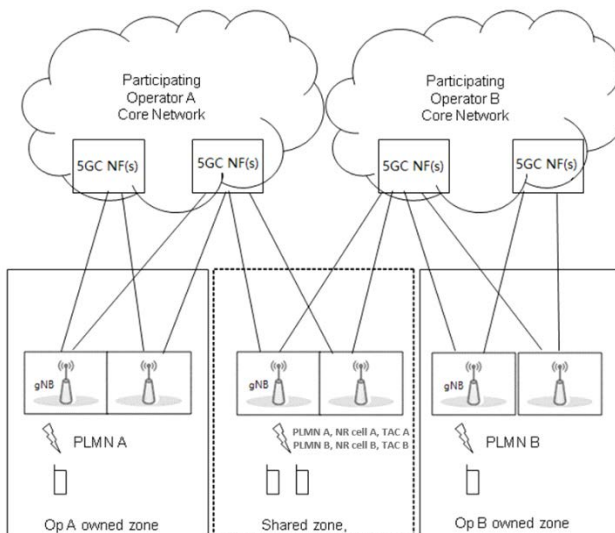 Participating
Operator A
Core Network
Participating
Operator B
Core Network
5GC NF(s)
5GC NF(s)
5GC NF(s)
5GC NF(s)
gNB
gNB
gNB
PLMN A
PLMN A, NR cell A, TAC A
PLMN B, NR cell B, TAC B
PLMN B
Op A owned zone
Shared zone,
Op B owned zone